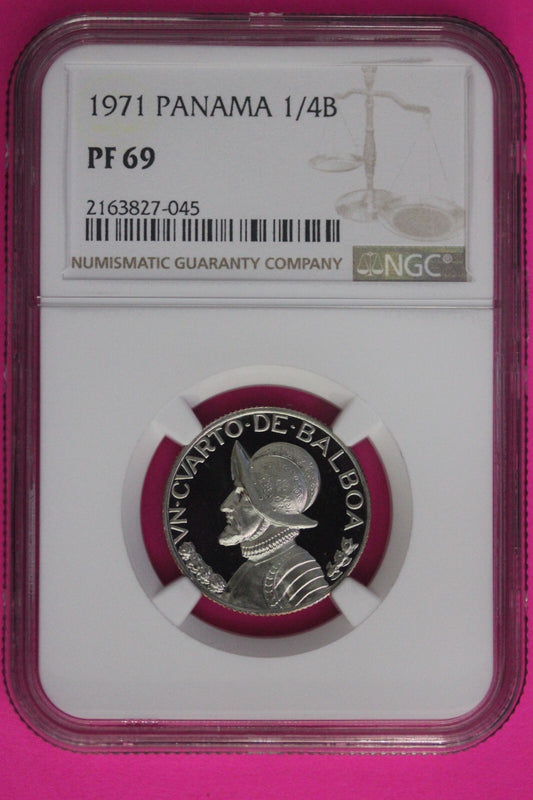 1971 PANAMA 1/4B
PF 69
2163827-045
NUMISMATIC GUARANTY COMPANY
NGC®
VN·CVARTO·DE·BALBOA